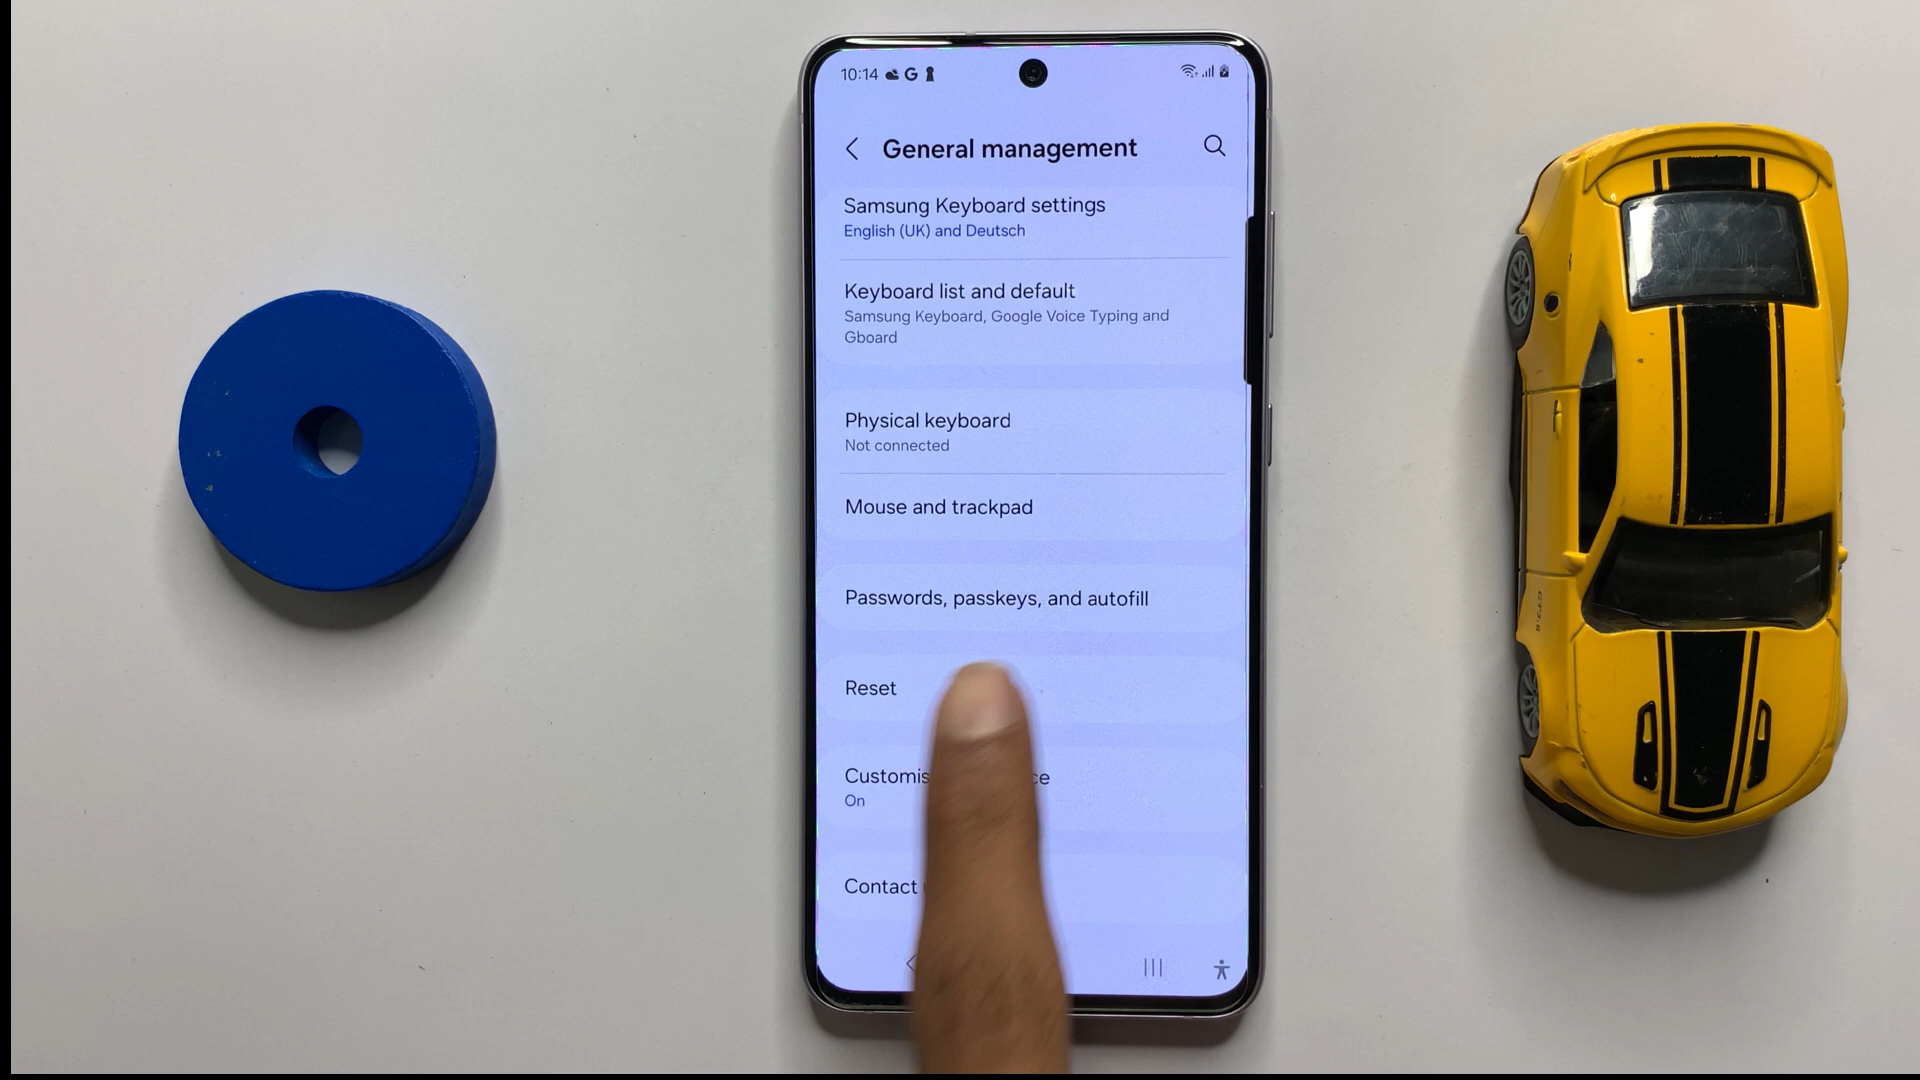 10:14
General management
Samsung Keyboard settings
English (UK) and Deutsch
Keyboard list and default
Samsung Keyboard, Google Voice Typing and
Gboard
Physical keyboard
Not connected
Mouse and trackpad
Passwords, passkeys, and autofill
Reset
On
Contact